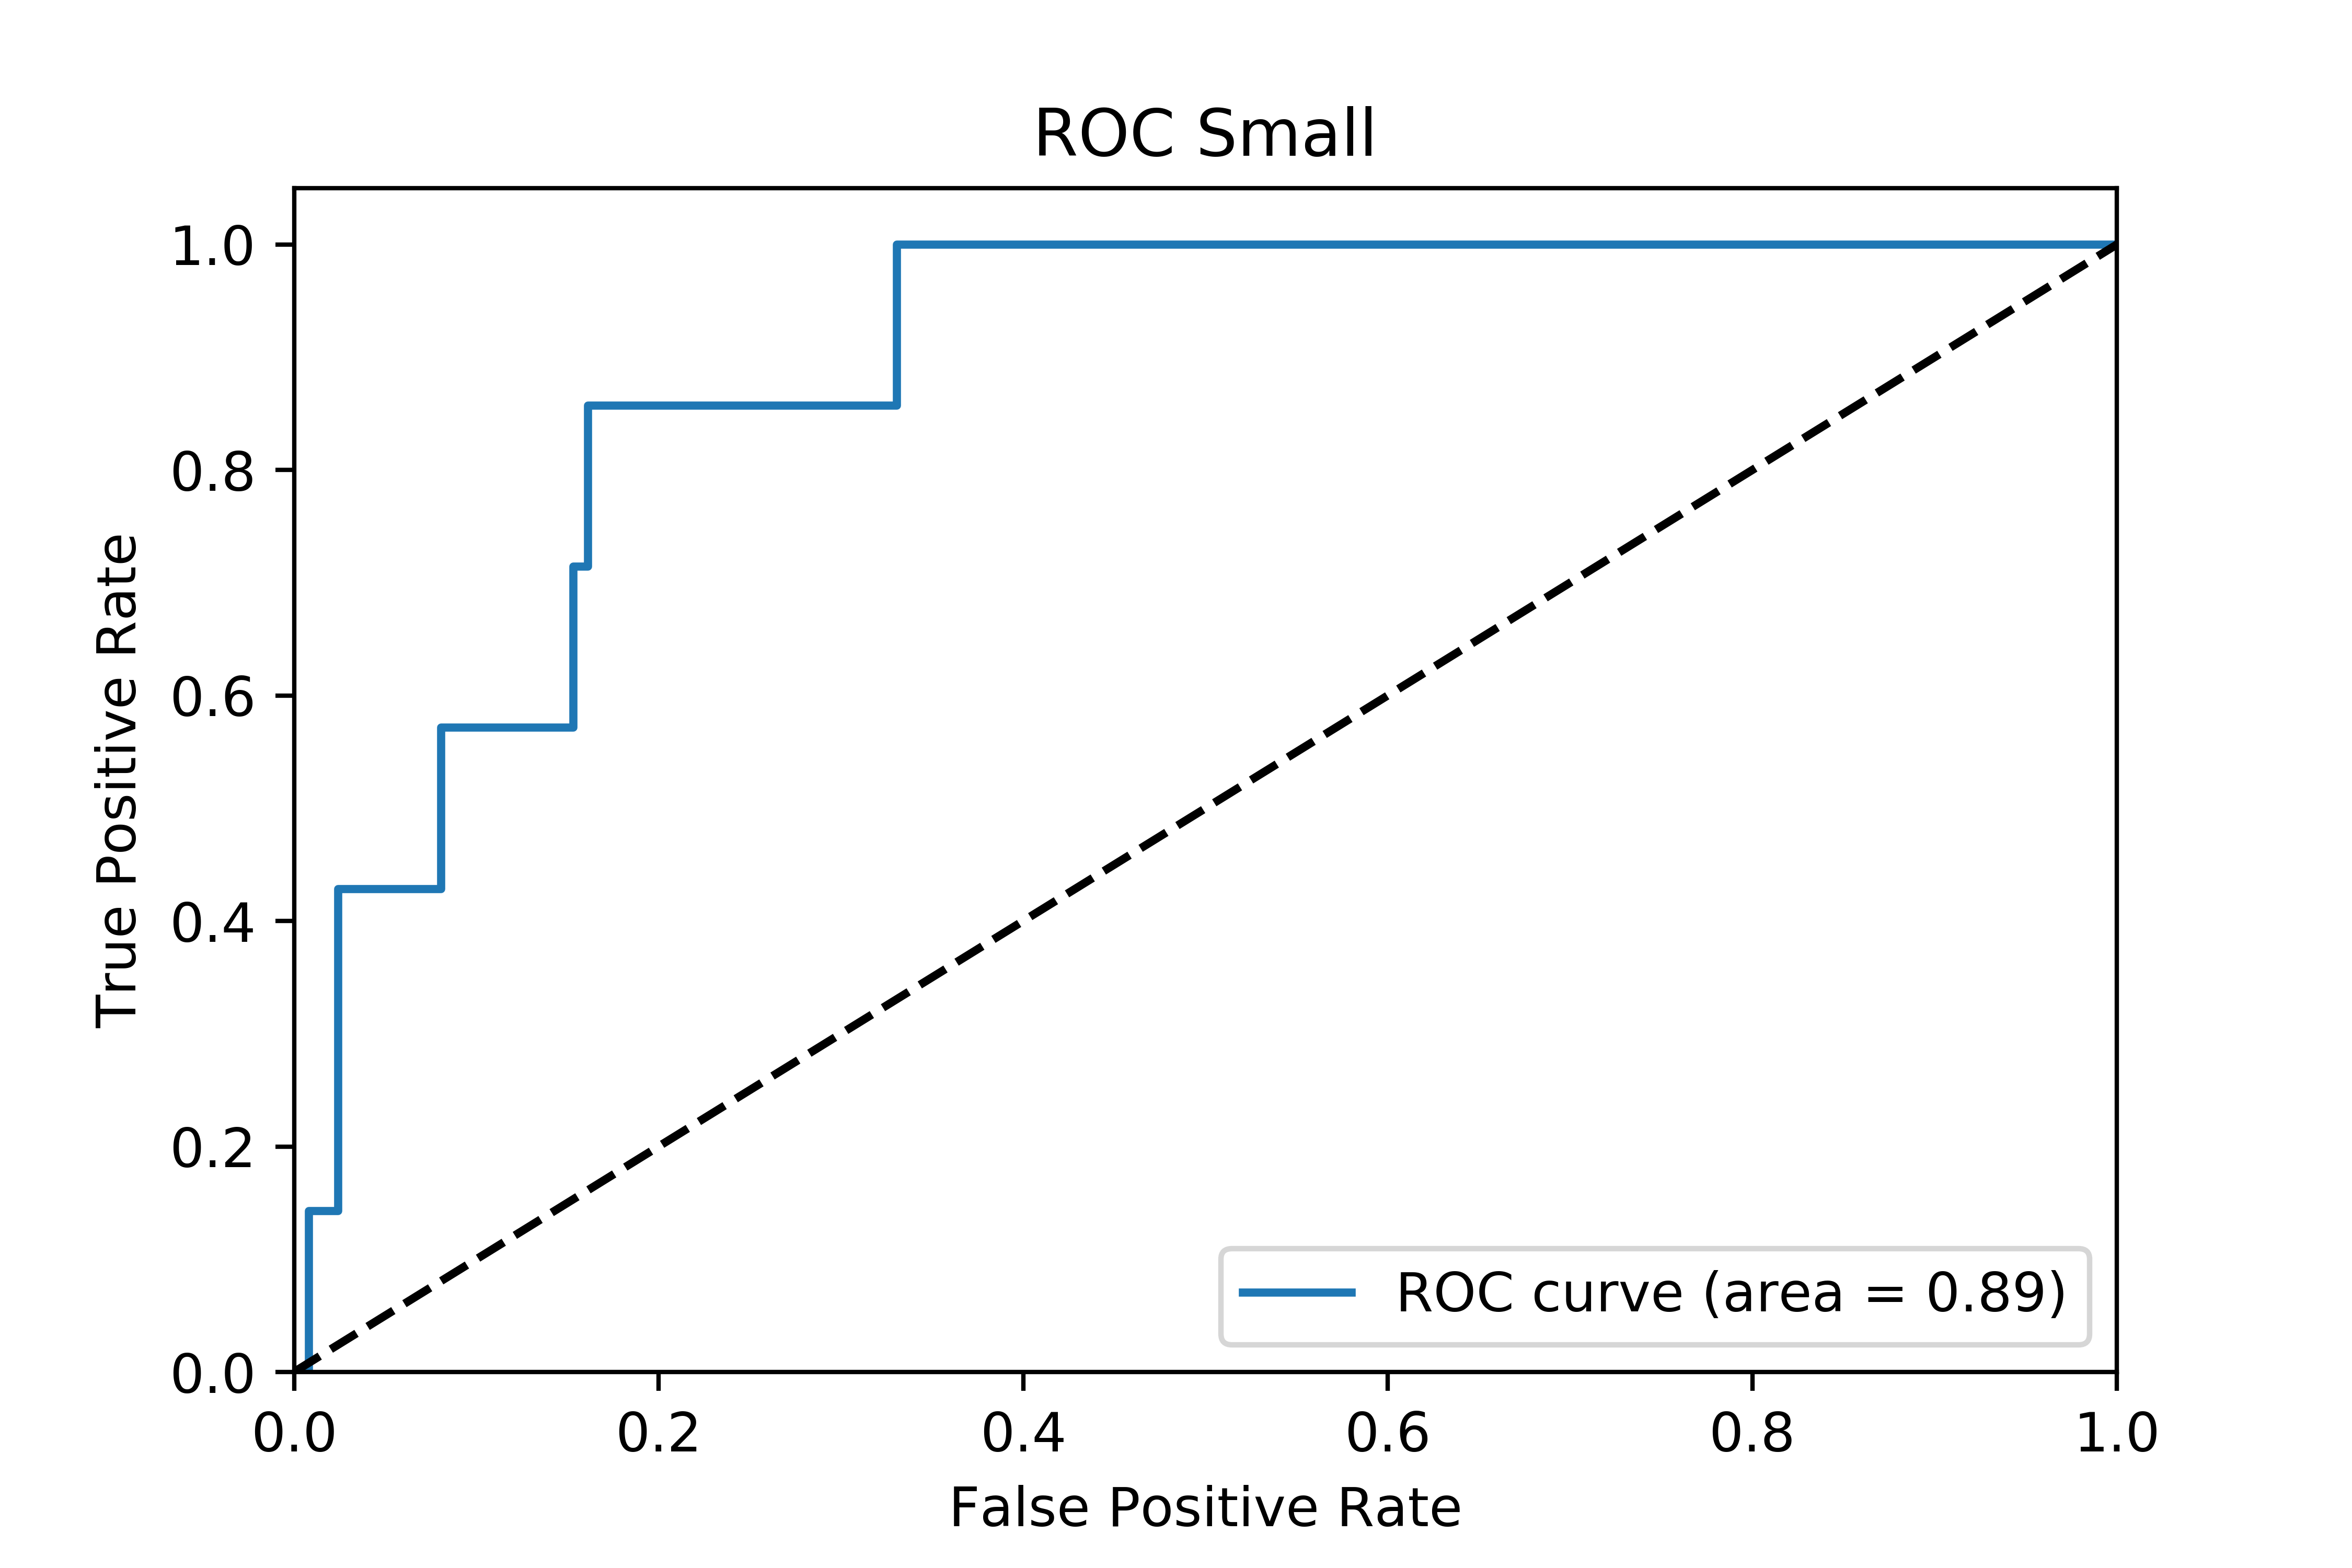 ROC Small
1.0
0.8
0.6
0.4
0.2
0.0
True Positive Rate
ROC curve (area = 0.89)
0.0 0.2 0.4 0.6 0.8 1.0
False Positive Rate